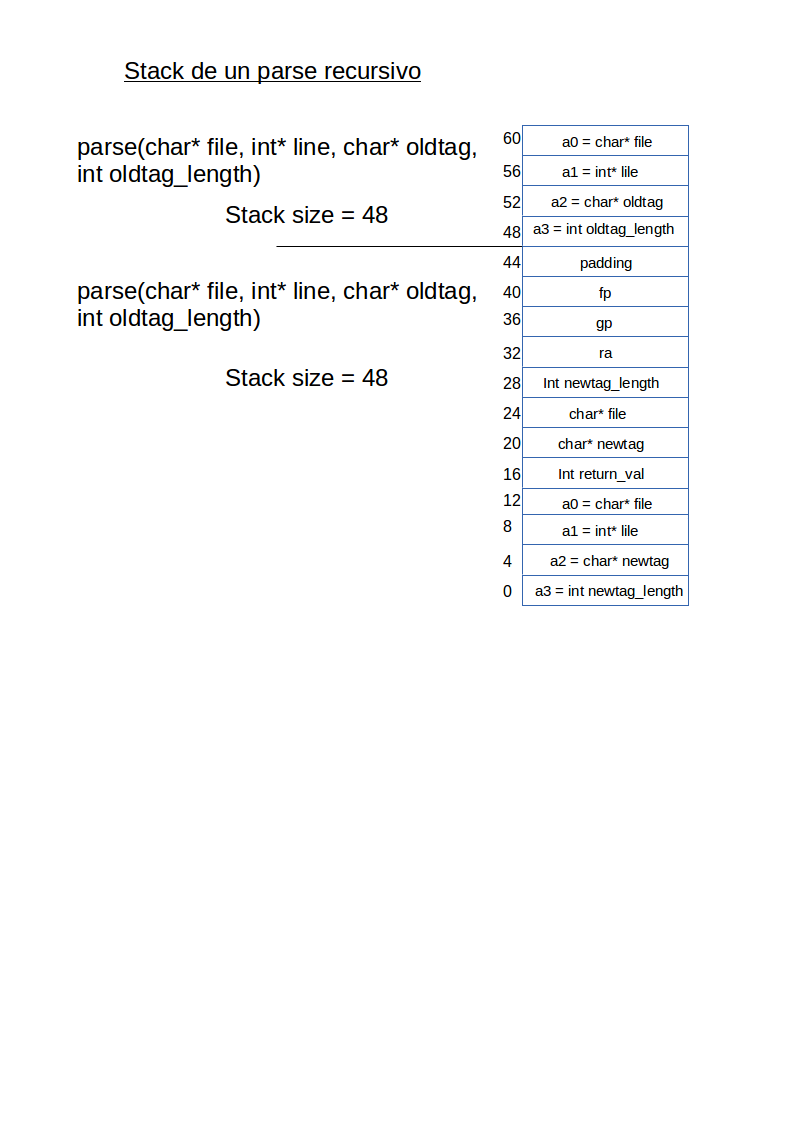 Stack de un parse recursivo
parse(char* file, int* line, char* oldtag,
int oldtag_length)
Stack size = 48
parse(char* file, int* line, char* oldtag,
int oldtag_length)
Stack size = 48
60 a0 = char* file
56 a1 = int* lile
52 a2 = char* oldtag
48 a3 = int oldtag_length
44 padding
40 fp
36 gp
32 ra
28 Int newtag_length
24 char* file
20 char* newtag
16 Int return_val
12 a0 = char* file
8 a1 = int* lile
4 a2 = char* newtag
0 a3 = int newtag_length